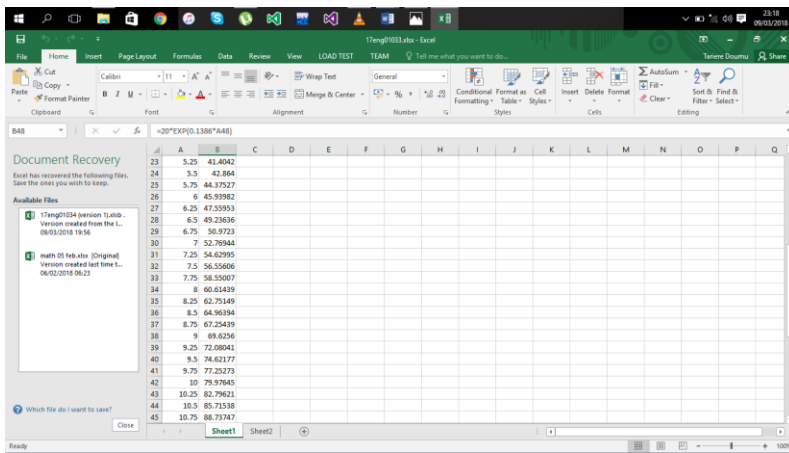 23:18
09/03/2018
17eng01033.xlsx - Excel
File Home Insert Page Layout Formulas Data Review View LOAD TEST TEAM Tell me what you want to do... Tariere Doumu Share
Cut
Copy
Format Painter
Paste
Calibri 11
B I U
Wrap Text
Merge & Center
General
Conditional Formatting
Format as Table
Cell Styles
Insert Delete Format
AutoSum
Fill
Clear
Sort & Filter
Find & Select
Clipboard Font Alignment Number Styles Cells Editing
B48 fx =20*EXP(0.1386*A48)
Document Recovery
Excel has recovered the following files.
Save the ones you wish to keep.
Available Files
17eng01034 (version 1).xlsb...
Version created from the l...
09/03/2018 19:56
math 05 feb.xlsx [Original]
Version created last time t...
06/02/2018 06:23
Which file do I want to save?
Close
A B C D E F G H I J K L M N O P Q
23 5.25 41.4042
24 5.5 42.864
25 5.75 44.37527
26 6 45.93982
27 6.25 47.55953
28 6.5 49.23636
29 6.75 50.9723
30 7 52.76944
31 7.25 54.62995
32 7.5 56.55606
33 7.75 58.55007
34 8 60.61439
35 8.25 62.75149
36 8.5 64.96394
37 8.75 67.25439
38 9 69.6256
39 9.25 72.08041
40 9.5 74.62177
41 9.75 77.25273
42 10 79.97645
43 10.25 82.79621
44 10.5 85.71538
45 10.75 88.73747
Sheet1 Sheet2
Ready